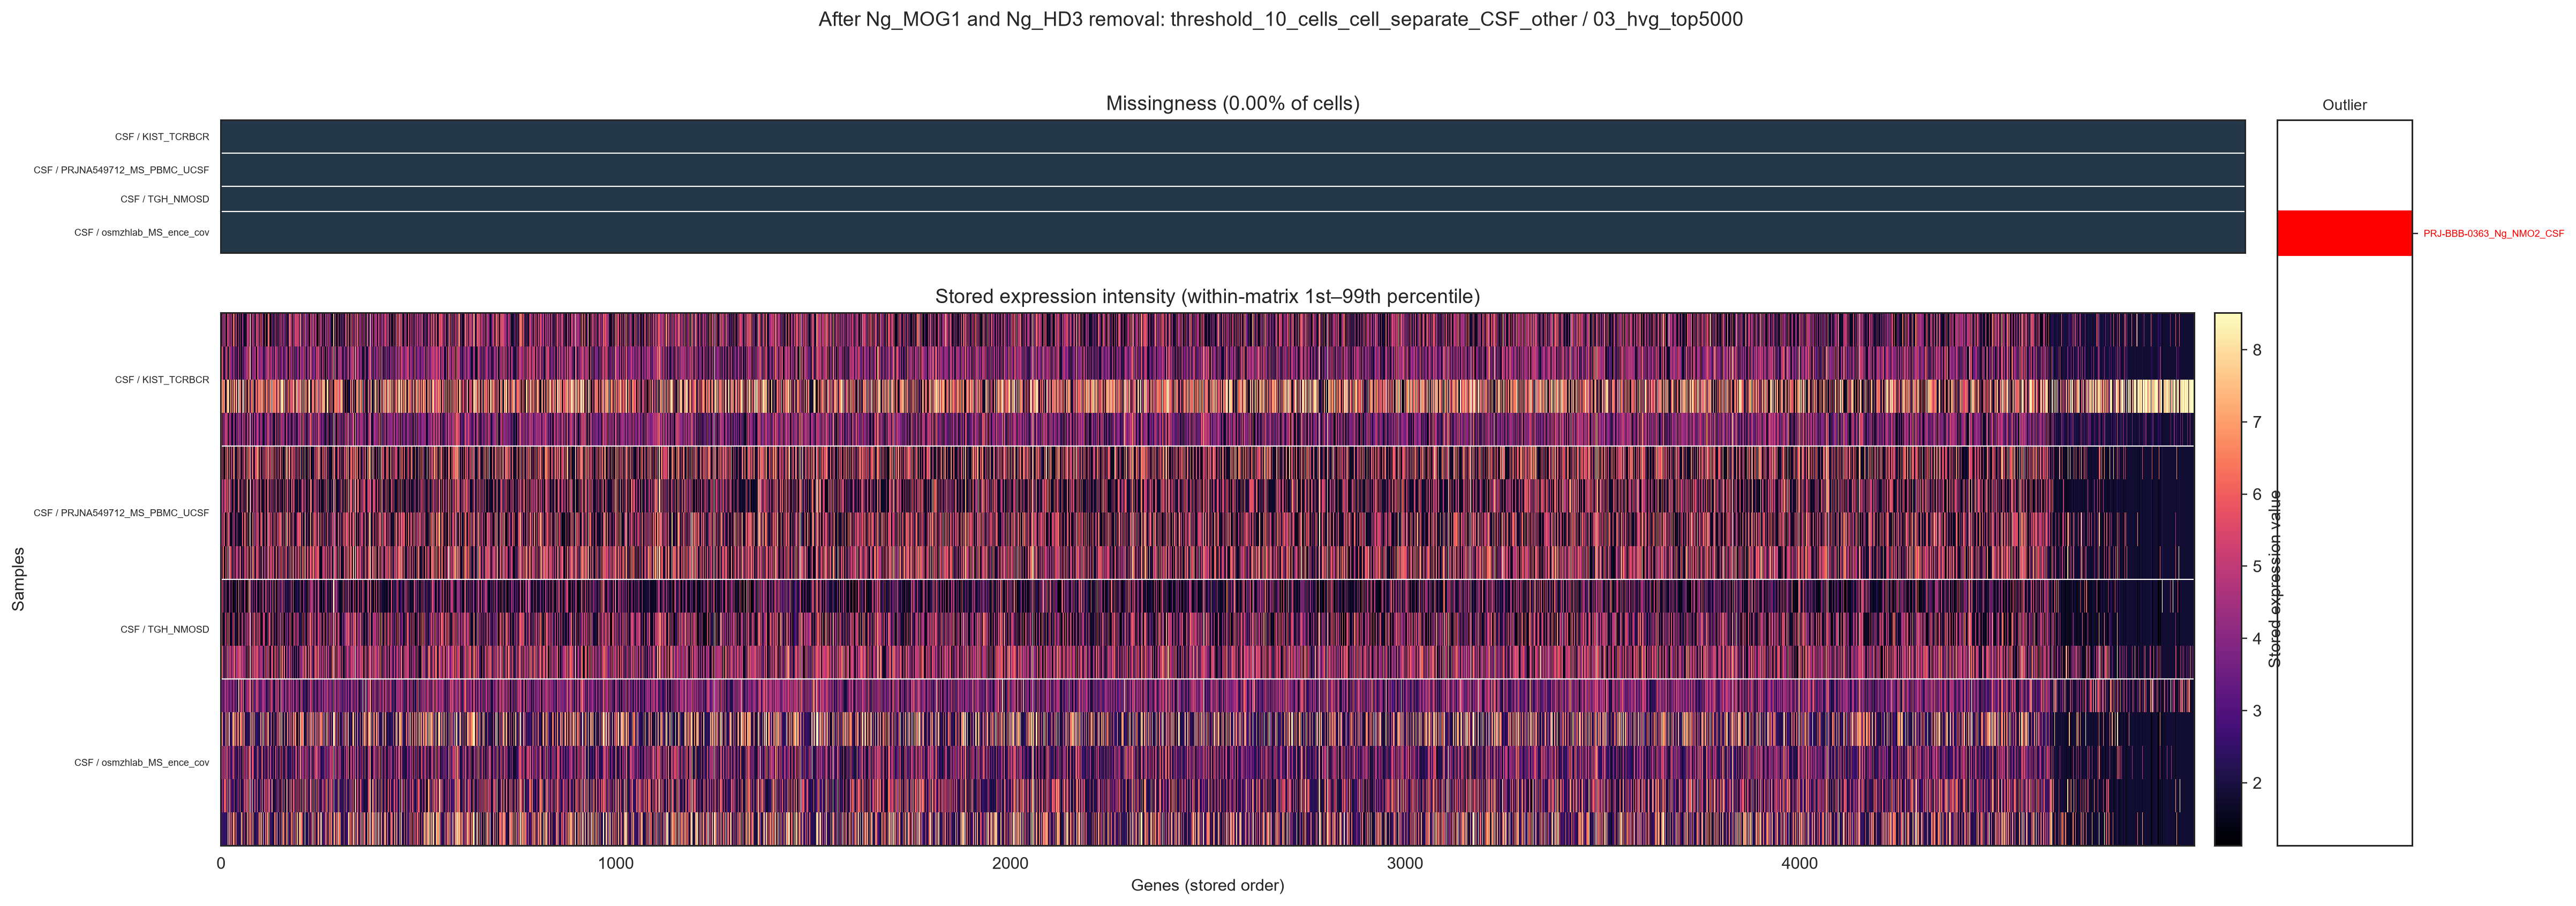 After Ng_MOG1 and Ng_HD3 removal: threshold_10_cells_cell_separate_CSF_other / 03_hvg_top5000
Missingness (0.00% of cells)
Outlier
CSF / KIST_TCRBCR
CSF / PRJNA549712_MS_PBMC_UCSF
CSF / TGH_NMOSD
CSF / osmzhlab_MS_ence_cov
PRJ-BBB-0363_Ng_NMO2_CSF
Stored expression intensity (within-matrix 1st–99th percentile)
CSF / KIST_TCRBCR
CSF / PRJNA549712_MS_PBMC_UCSF
CSF / TGH_NMOSD
CSF / osmzhlab_MS_ence_cov
Samples
0
1000
2000
3000
4000
Genes (stored order)
8
7
6
5
4
3
2
Stored expression value